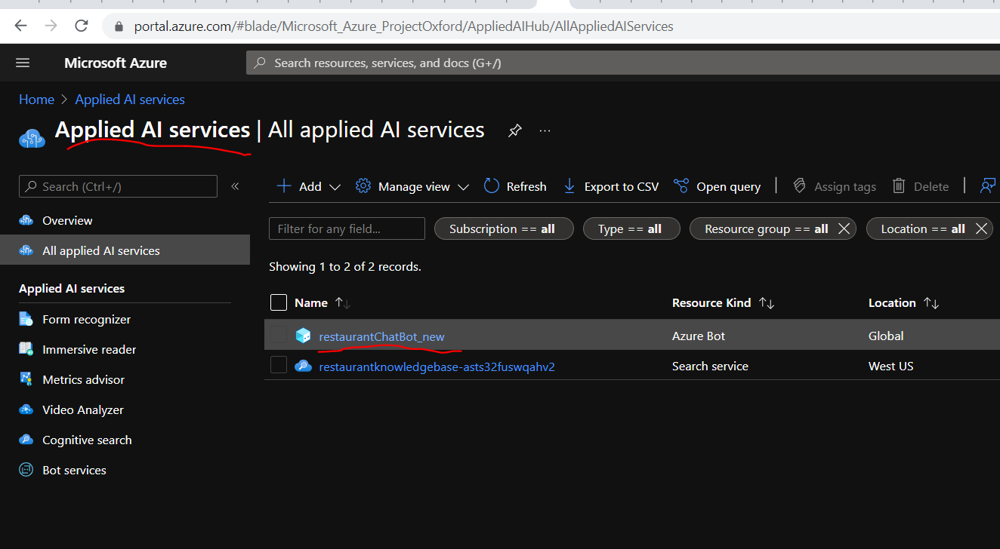 portal.azure.com/#blade/Microsoft_Azure_ProjectOxford/AppliedAIHub/AllAppliedAIServices
Microsoft Azure
Search resources, services, and docs (G+/)
Home > Applied AI services
Applied AI services | All applied AI services
Search (Ctrl+/)
Overview
All applied AI services
Applied AI services
Form recognizer
Immersive reader
Metrics advisor
Video Analyzer
Cognitive search
Bot services
Add Manage view Refresh Export to CSV Open query Assign tags Delete
Filter for any field... Subscription == all Type == all Resource group == all Location == all
Showing 1 to 2 of 2 records.
Name Resource Kind Location
restaurantChatBot_new Azure Bot Global
restaurantknowledgebase-asts32fuswqahv2 Search service West US